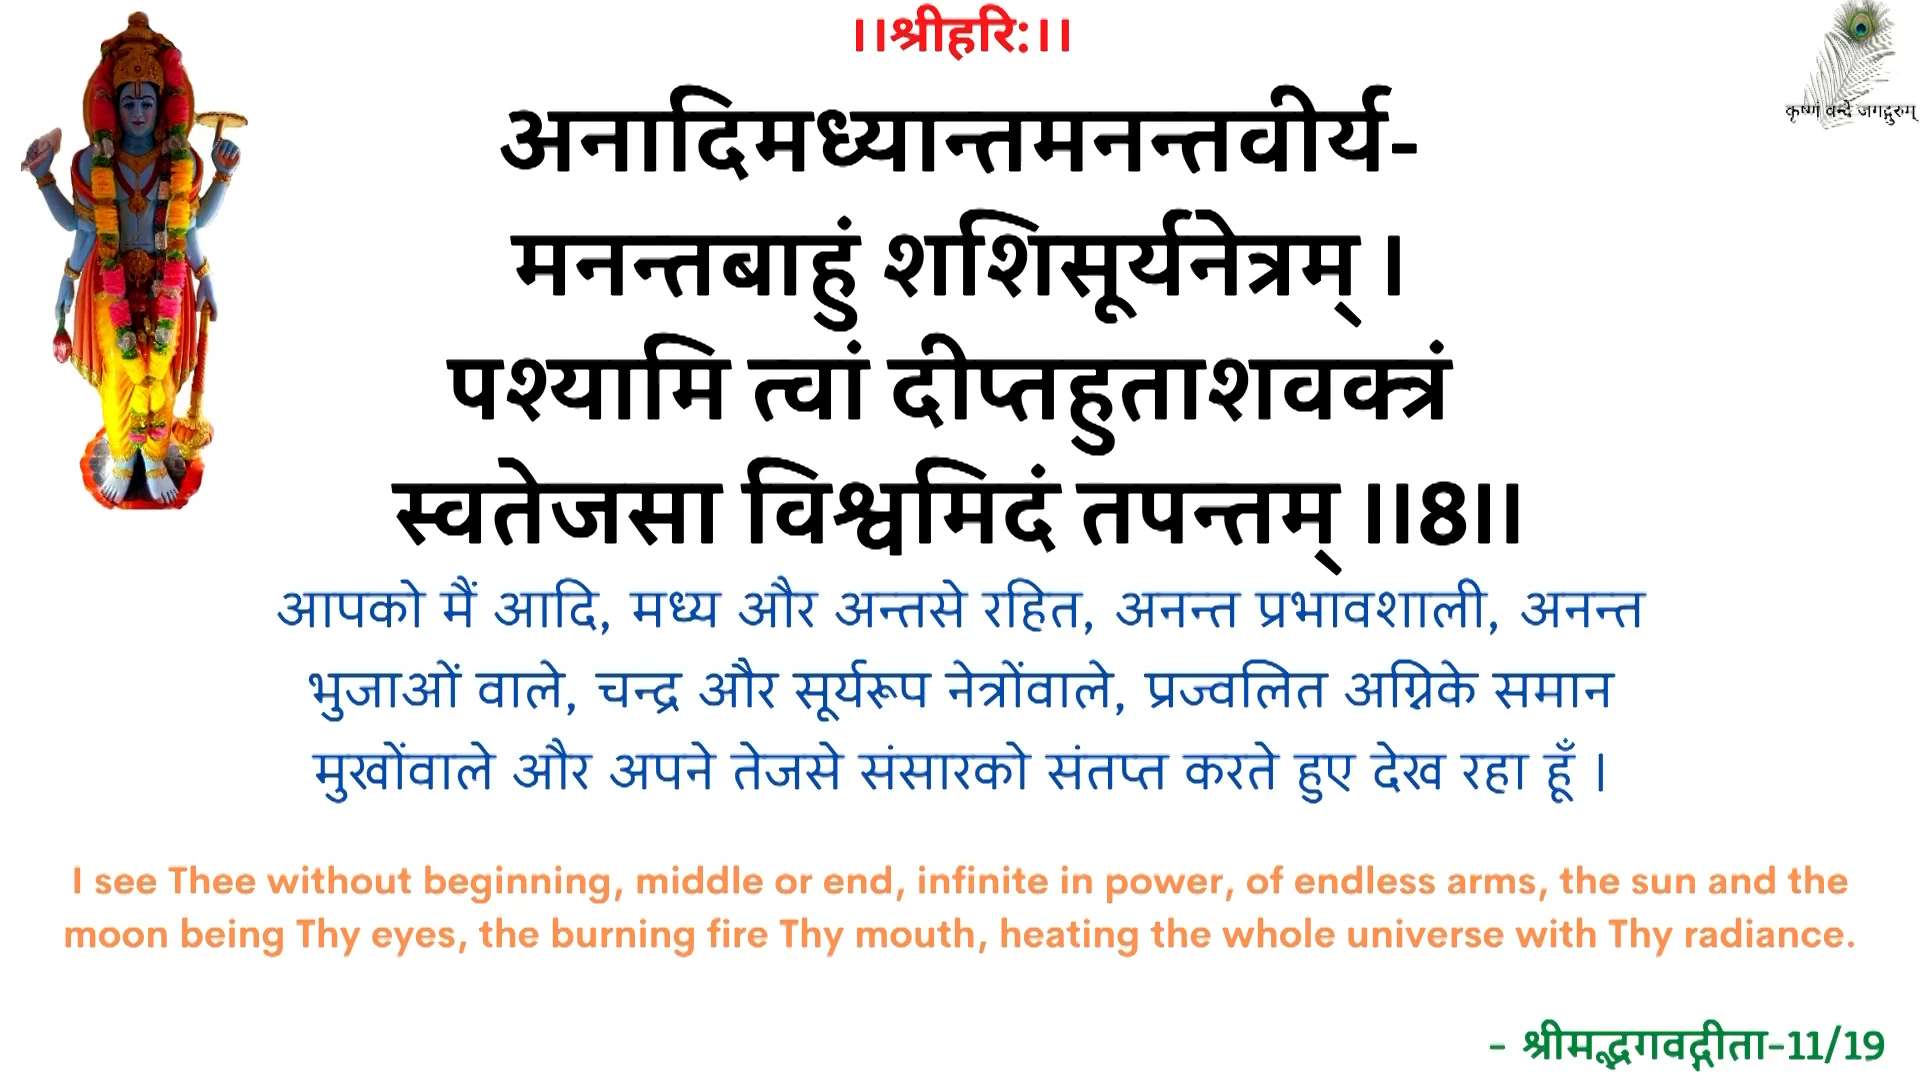 ।।श्रीहरि:।।
कृष्णं वन्दे जगद्गुरुम्
अनादिमध्यान्तमनन्तवीर्य-
मनन्तबाहुं शशिसूर्यनेत्रम् ।
पश्यामि त्वां दीप्तहुताशवक्त्रं
स्वतेजसा विश्वमिदं तपन्तम् ।।8।।
आपको मैं आदि, मध्य और अन्तसे रहित, अनन्त प्रभावशाली, अनन्त
भुजाओं वाले, चन्द्र और सूर्यरूप नेत्रोंवाले, प्रज्वलित अग्निके समान
मुखोंवाले और अपने तेजसे संसारको संतप्त करते हुए देख रहा हूँ ।
I see Thee without beginning, middle or end, infinite in power, of endless arms, the sun and the
moon being Thy eyes, the burning fire Thy mouth, heating the whole universe with Thy radiance.
- श्रीमद्भगवद्गीता-11/19